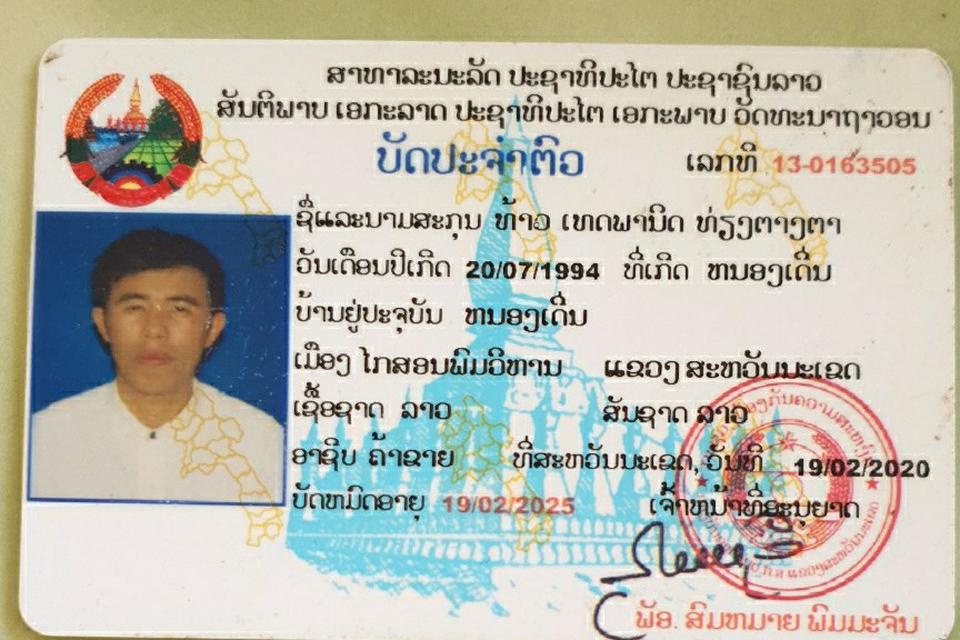 ສາທາລະນະລັດ ປະຊາທິປະໄຕ ປະຊາຊົນລາວ
ສັນຕິພາບ ເອກະລາດ ປະຊາທິປະໄຕ ເອກະພາບ ວັດທະນາຖາວອນ
ບັດປະຈຳຕົວ ເລກທີ 13-0163505
ຊື່ແລະນາມສະກຸນ ທ້າວ ເທດພານິດ ທ່ຽງຕາງຕາ
ວັນເດືອນປີເກີດ 20/07/1994 ທີ່ເກີດ ຫນອງເດີ່ນ
ບ້ານຢູ່ປະຈຸບັນ ຫນອງເດີ່ນ
ເມືອງ ໄກສອນພົມວິຫານ ແຂວງ ສະຫວັນນະເຂດ
ເຊື້ອຊາດ ລາວ ສັນຊາດ ລາວ
ອາຊີບ ຄ້າຂາຍ ທີ່ສະຫວັນນະເຂດ, ວັນທີ 19/02/2020
ບັດຫມົດອາຍຸ 19/02/2025 ເຈົ້າຫນ້າທີ່ອະນຸຍາດ
ພັອ. ສົມຫມາຍ ພິມມະຈັນ